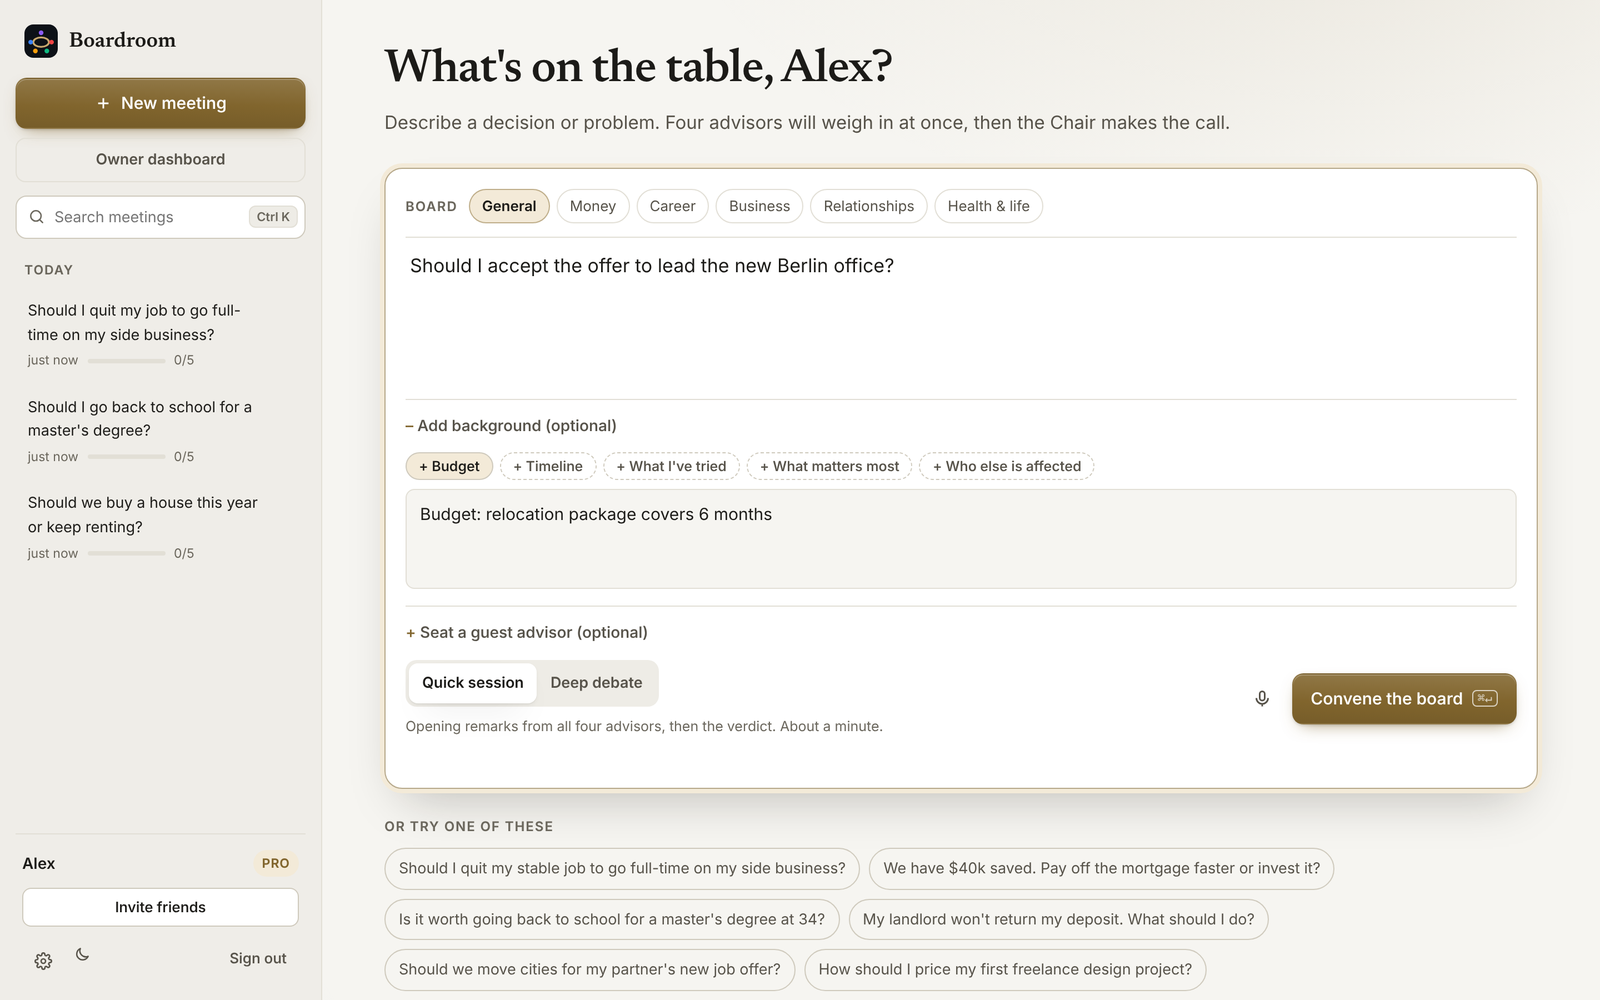 Boardroom
+ New meeting
Owner dashboard
Search meetings Ctrl K
TODAY
Should I quit my job to go full-
time on my side business?
just now 0/5
Should I go back to school for a
master's degree?
just now 0/5
Should we buy a house this year
or keep renting?
just now 0/5
Alex PRO
Invite friends
Sign out
What's on the table, Alex?
Describe a decision or problem. Four advisors will weigh in at once, then the Chair makes the call.
BOARD General Money Career Business Relationships Health & life
Should I accept the offer to lead the new Berlin office?
– Add background (optional)
+ Budget + Timeline + What I've tried + What matters most + Who else is affected
Budget: relocation package covers 6 months
+ Seat a guest advisor (optional)
Quick session Deep debate
Convene the board ⌘↵
Opening remarks from all four advisors, then the verdict. About a minute.
OR TRY ONE OF THESE
Should I quit my stable job to go full-time on my side business? We have $40k saved. Pay off the mortgage faster or invest it?
Is it worth going back to school for a master's degree at 34? My landlord won't return my deposit. What should I do?
Should we move cities for my partner's new job offer? How should I price my first freelance design project?